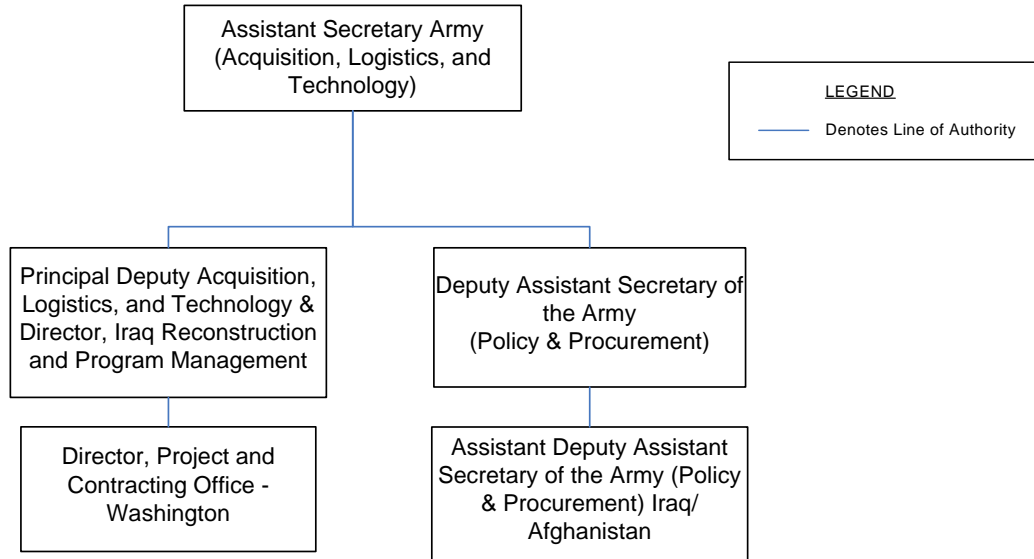 Assistant Secretary Army
(Acquisition, Logistics, and
Technology)
LEGEND
Denotes Line of Authority
Principal Deputy Acquisition,
Logistics, and Technology &
Director, Iraq Reconstruction
and Program Management
Deputy Assistant Secretary of
the Army
(Policy & Procurement)
Director, Project and
Contracting Office -
Washington
Assistant Deputy Assistant
Secretary of the Army (Policy
& Procurement) Iraq/
Afghanistan